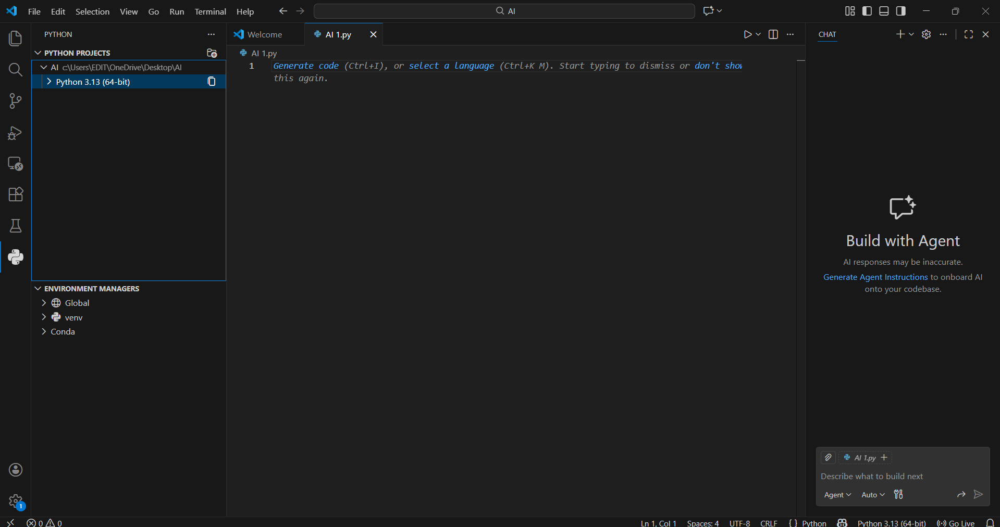 File Edit Selection View Go Run Terminal Help
AI
PYTHON
PYTHON PROJECTS
AI c:\Users\EDIT\OneDrive\Desktop\AI
Python 3.13 (64-bit)
ENVIRONMENT MANAGERS
Global
venv
Conda
Welcome
AI 1.py
AI 1.py
1
Generate code (Ctrl+I), or select a language (Ctrl+K M). Start typing to dismiss or don't show
this again.
CHAT
Build with Agent
AI responses may be inaccurate.
Generate Agent Instructions to onboard AI
onto your codebase.
AI 1.py
Describe what to build next
Agent Auto
1
0 0
Ln 1, Col 1 Spaces: 4 UTF-8 CRLF { } Python Python 3.13 (64-bit) Go Live